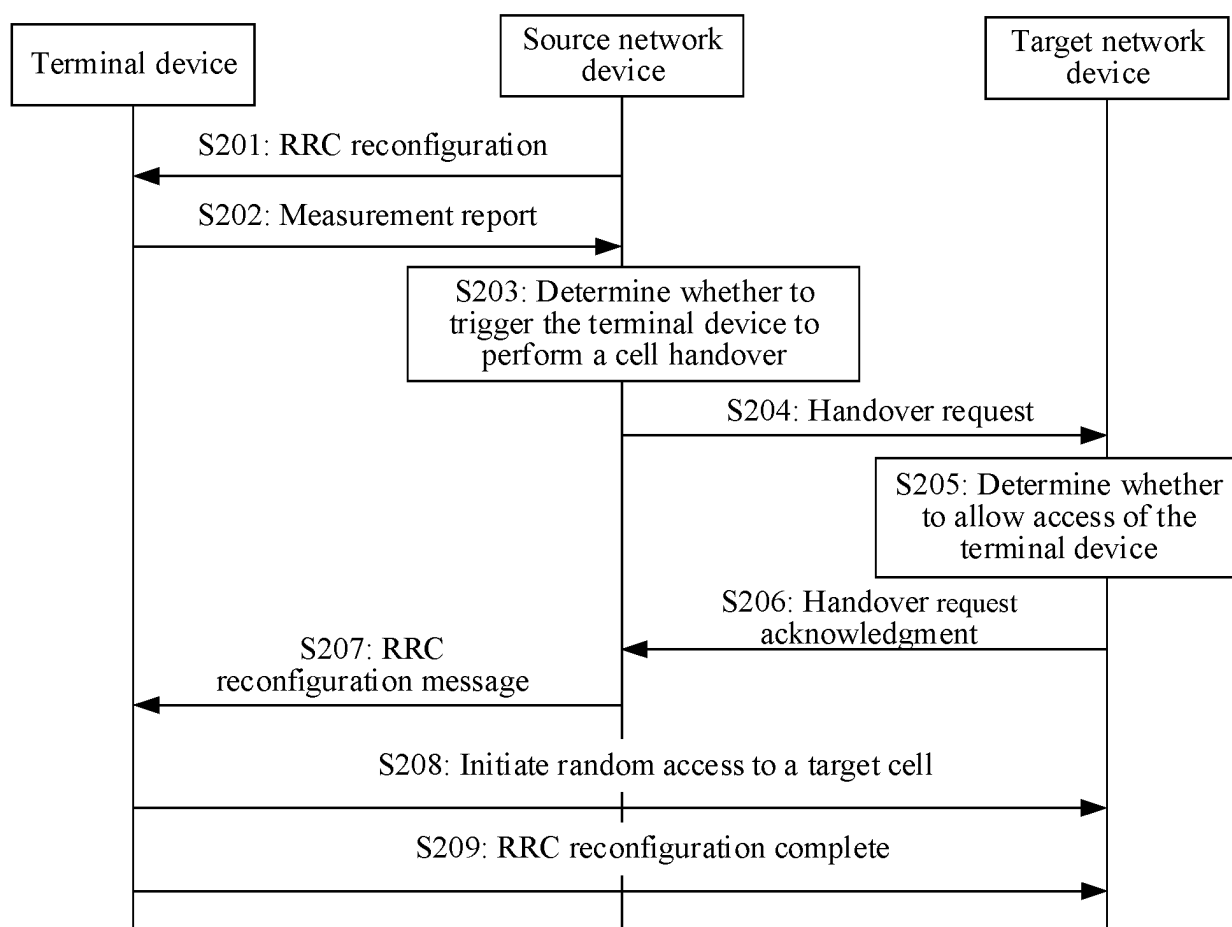 Terminal device
Source network
device
Target network
device
S201: RRC reconfiguration
S202: Measurement report
S203: Determine whether to
trigger the terminal device to
perform a cell handover
S204: Handover request
S205: Determine whether
to allow access of the
terminal device
S206: Handover request
acknowledgment
S207: RRC
reconfiguration message
S208: Initiate random access to a target cell
S209: RRC reconfiguration complete